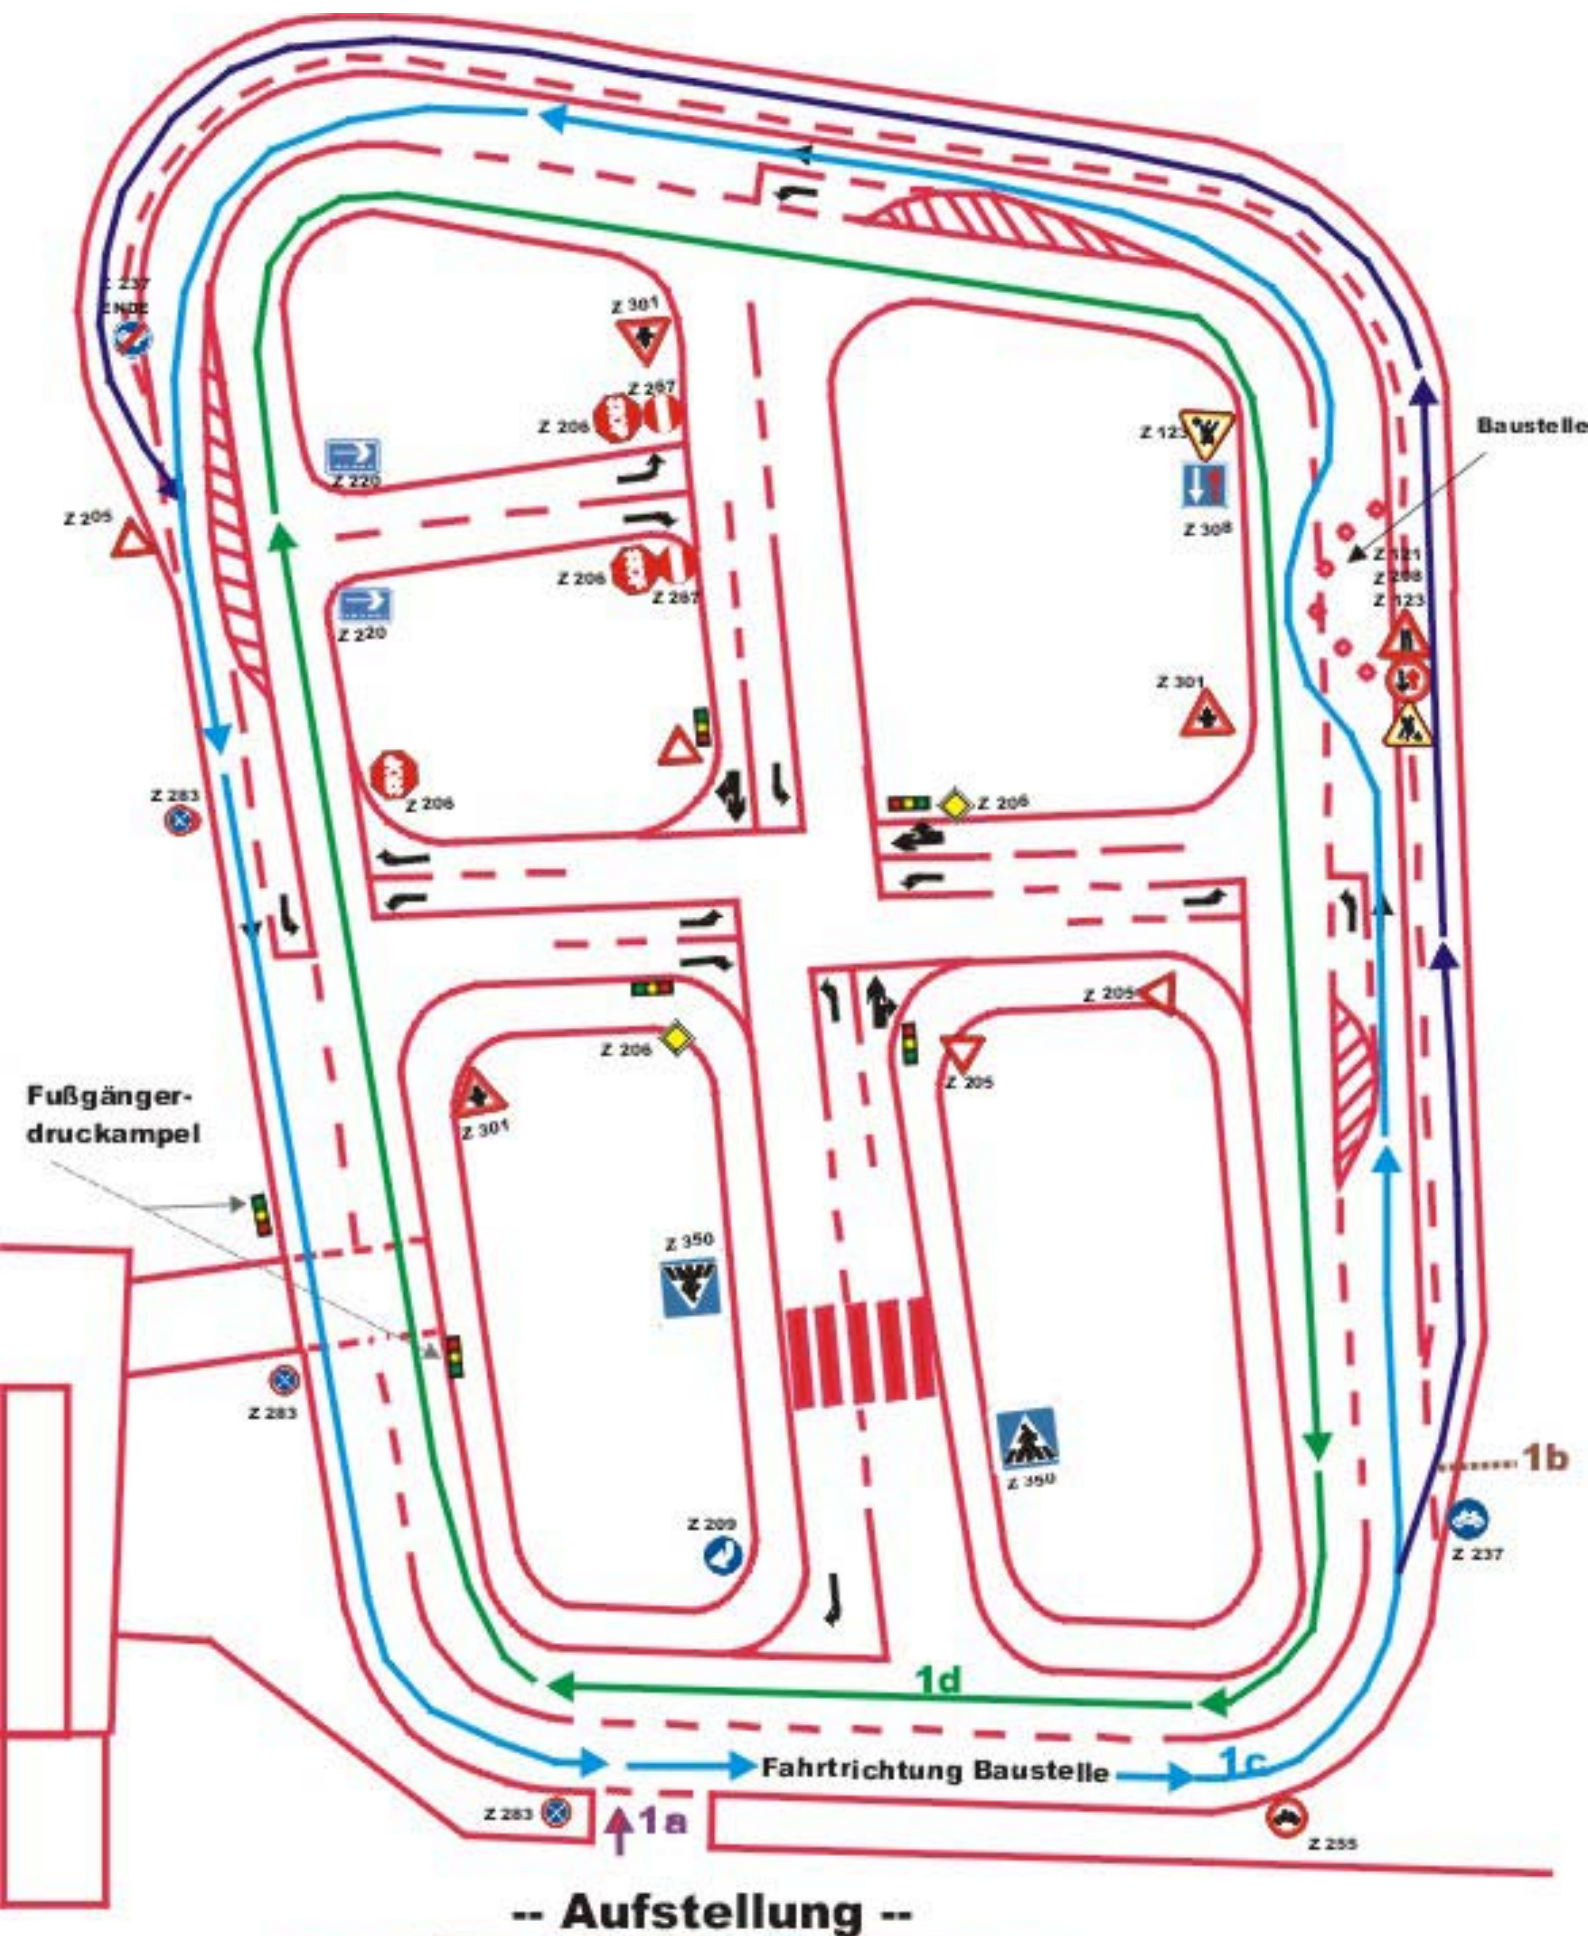 Z 237
ENDE
Z 301
Z 267
Z 206
Z 220
Z 205
Z 206
Z 267
Z 220
Z 123
Z 308
Baustelle
Z 121
Z 208
Z 123
Z 301
Z 283
Z 206
Z 206
Z 205
Z 206
Z 205
Z 301
Fußgänger-
druckampel
Z 350
Z 283
Z 350
1b
Z 209
Z 237
1d
Fahrtrichtung Baustelle
1c
Z 283
1a
Z 255
-- Aufstellung --